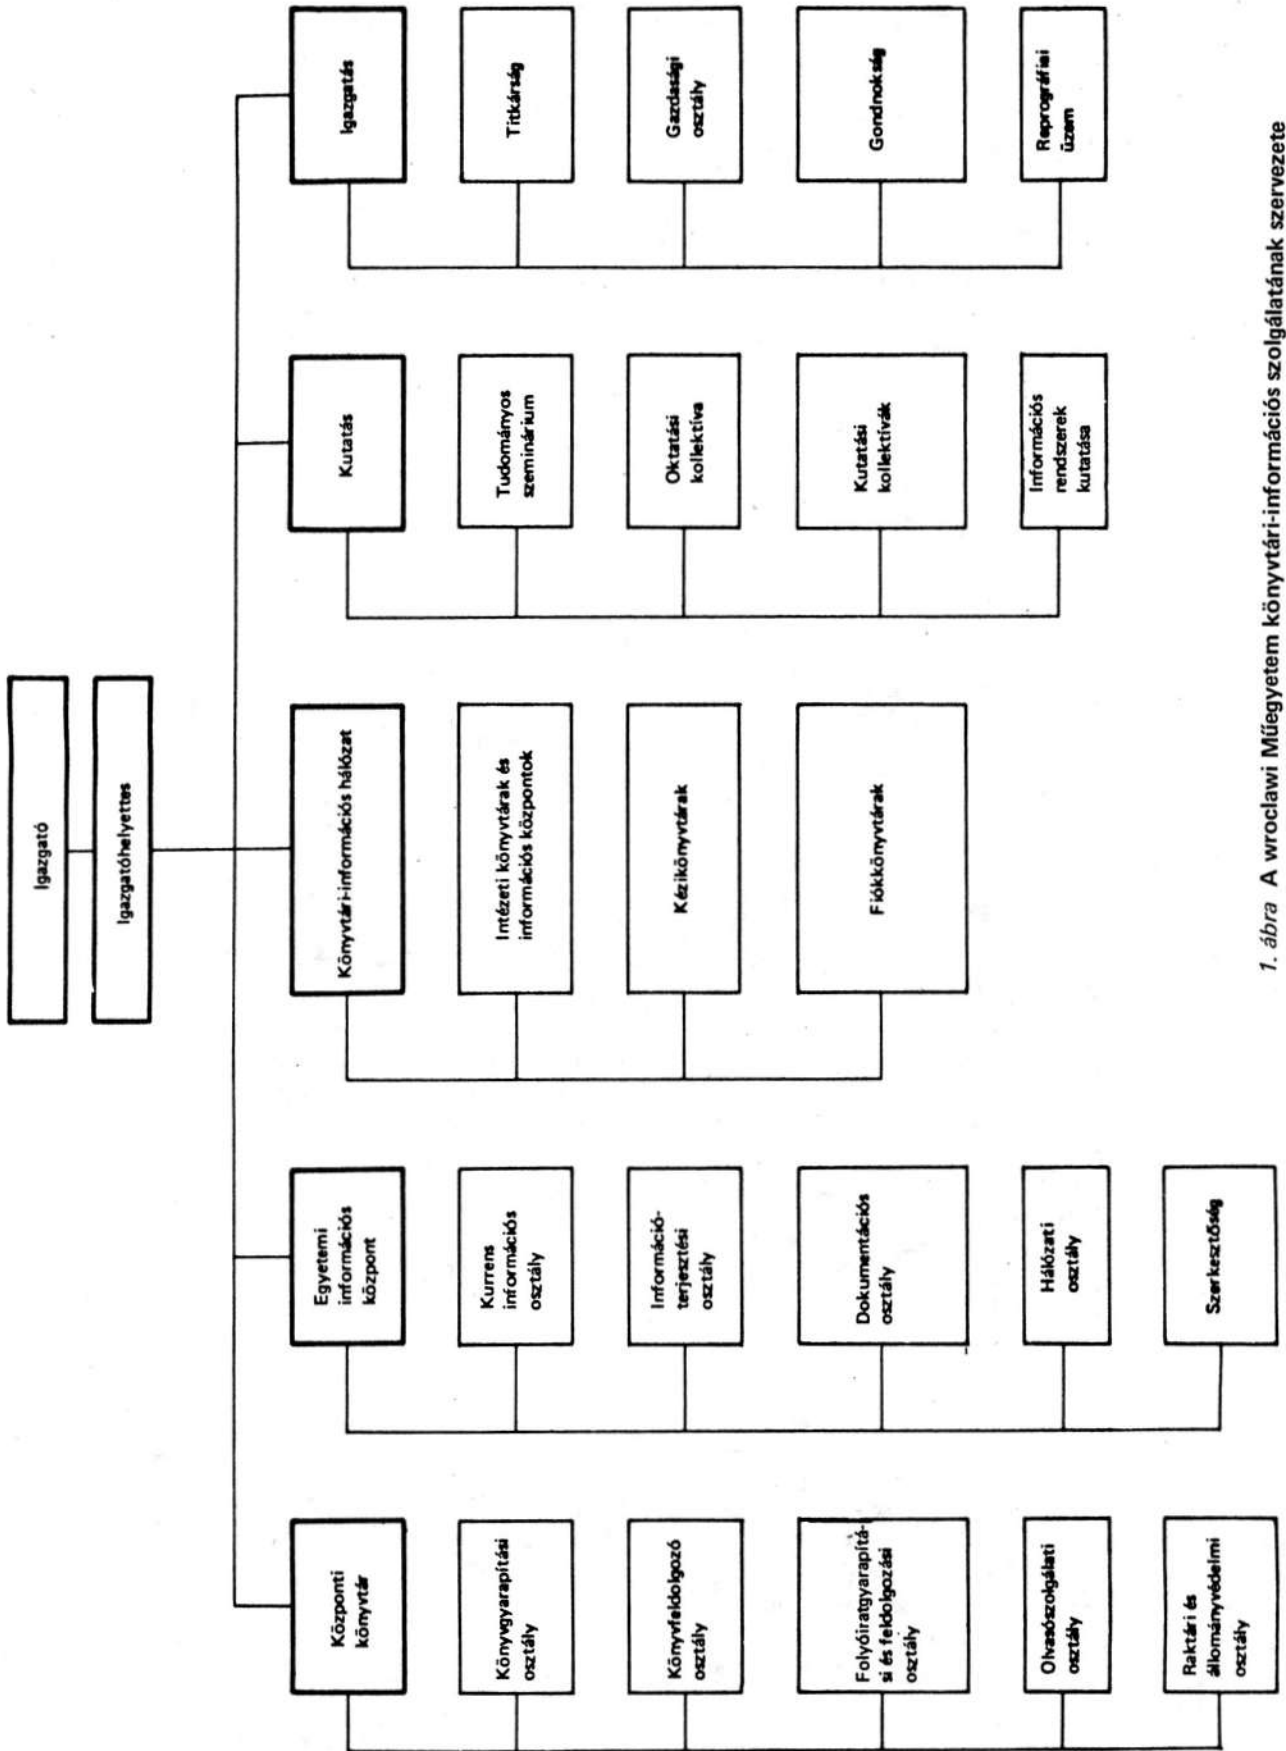 Igazgató
Igazgatóhelyettes
Központi
könyvtár
Könyvgyarapítási
osztály
Könyvfeldolgozó
osztály
Folyóiratgyarapítá-
si és feldolgozási
osztály
Olvasószolgálati
osztály
Raktári és
állományvédelmi
osztály
Egyetemi
információs
központ
Kurrens
információs
osztály
Információ-
terjesztési
osztály
Dokumentációs
osztály
Hálózati
osztály
Szerkesztőség
Könyvtári-információs hálózat
Intézeti könyvtárak és
információs központok
Kézikönyvtárak
Fiókkönyvtárak
Kutatás
Tudományos
szeminárium
Oktatási
kollektíva
Kutatási
kollektívák
Információs
rendszerek
kutatása
Igazgatás
Titkárság
Gazdasági
osztály
Gondnokság
Reprográfiai
üzem
1. ábra A wroclawi Műegyetem könyvtári-információs szolgálatának szervezete